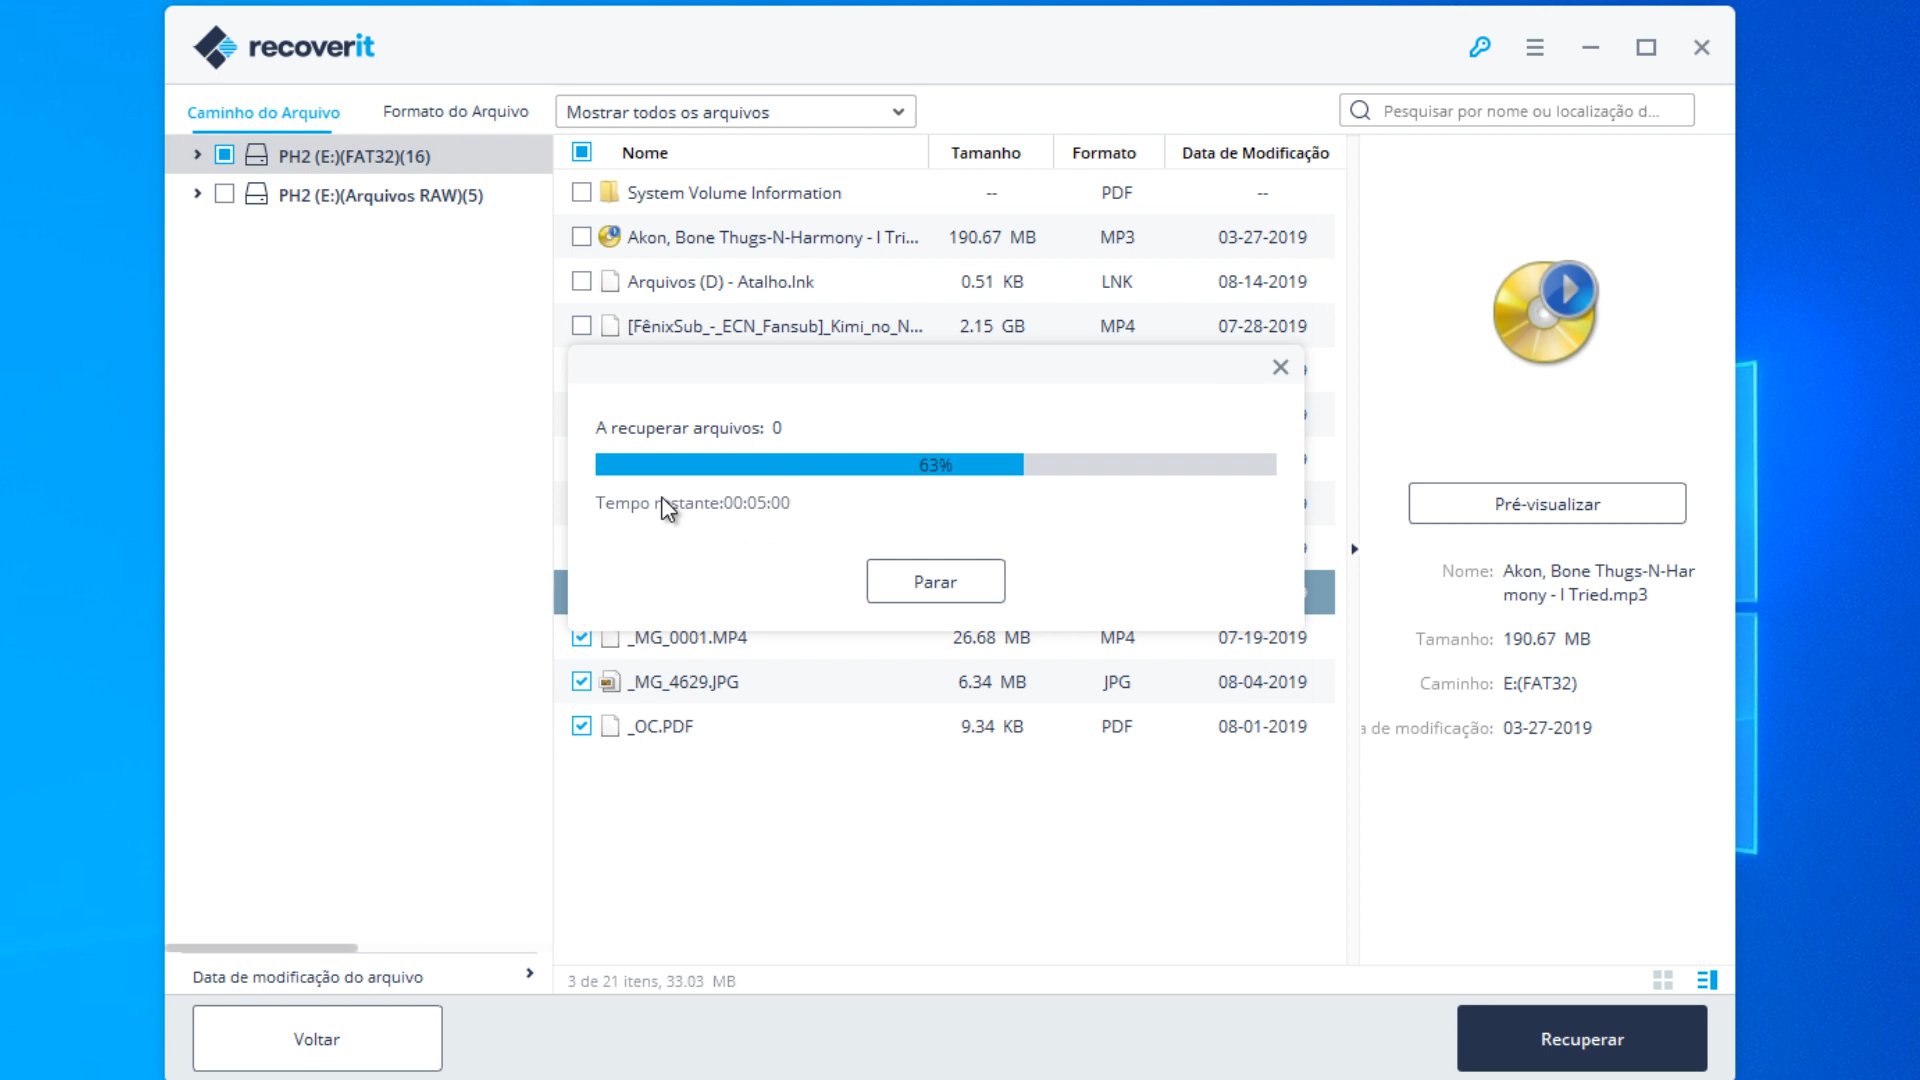 recoverit
Caminho do Arquivo
Formato do Arquivo
Mostrar todos os arquivos
Pesquisar por nome ou localização d...
PH2 (E:)(FAT32)(16)
PH2 (E:)(Arquivos RAW)(5)
Nome Tamanho Formato Data de Modificação
System Volume Information -- PDF --
Akon, Bone Thugs-N-Harmony - I Tri... 190.67 MB MP3 03-27-2019
Arquivos (D) - Atalho.lnk 0.51 KB LNK 08-14-2019
[FênixSub_-_ECN_Fansub]_Kimi_no_N... 2.15 GB MP4 07-28-2019
A recuperar arquivos: 0
63%
Tempo restante:00:05:00
Parar
_MG_0001.MP4 26.68 MB MP4 07-19-2019
_MG_4629.JPG 6.34 MB JPG 08-04-2019
_OC.PDF 9.34 KB PDF 08-01-2019
Pré-visualizar
Nome: Akon, Bone Thugs-N-Har
mony - I Tried.mp3
Tamanho: 190.67 MB
Caminho: E:(FAT32)
a de modificação: 03-27-2019
Data de modificação do arquivo
3 de 21 itens, 33.03 MB
Voltar
Recuperar